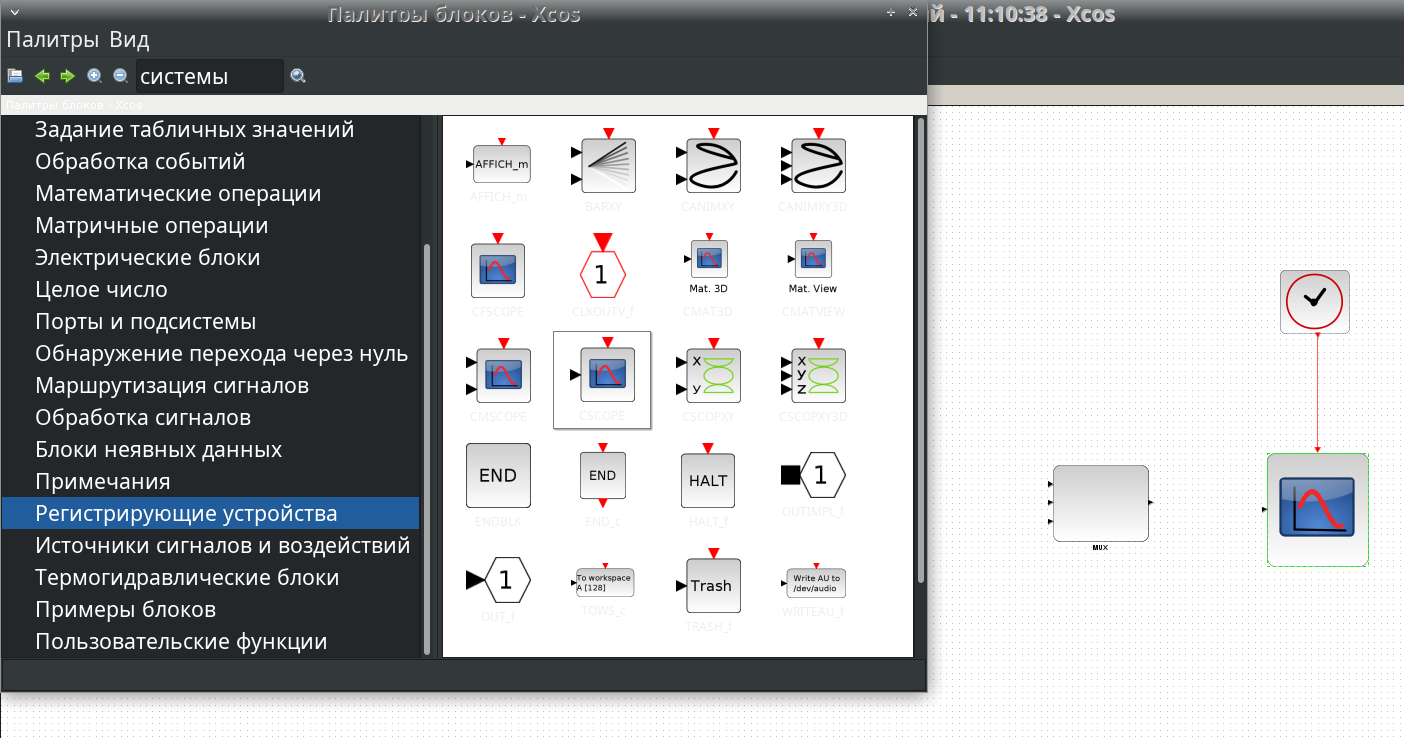 Палитры блоков - Xcos
й - 11:10:38 - Xcos
Палитры Вид
системы
Палитры блоков - Xcos
Задание табличных значений
Обработка событий
Математические операции
Матричные операции
Электрические блоки
Целое число
Порты и подсистемы
Обнаружение перехода через нуль
Маршрутизация сигналов
Обработка сигналов
Блоки неявных данных
Примечания
Регистрирующие устройства
Источники сигналов и воздействий
Термогидравлические блоки
Примеры блоков
Пользовательские функции
AFFICH_m
AFFICH_m
BARXY
CANIMXY
CANIMXY3D
1
Mat. 3D
Mat. View
CFSCOPE
CLKOUTV_f
CMAT3D
CMATVIEW
X
Y
X
Y
Z
CMSCOPE
CSCOPE
CSCOPXY
CSCOPXY3D
END
END
HALT
1
ENDBLK
END_c
HALT_f
OUTIMPL_f
1
To workspace
A [128]
Trash
Write AU to
/dev/audio
OUT_f
TOWS_c
TRASH_f
WRITEAU_f
MUX